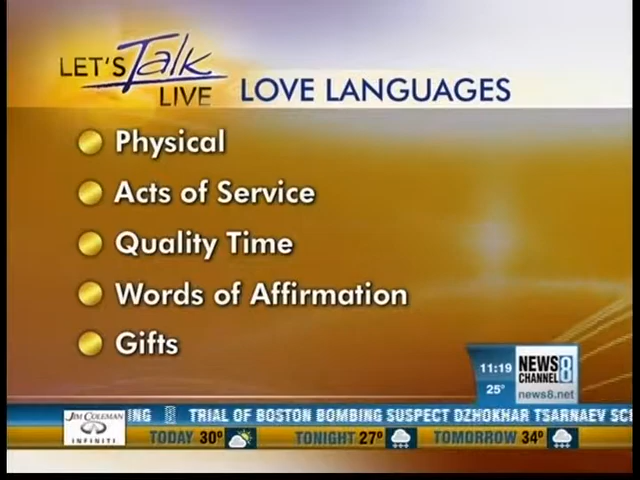 LET'S Talk
LIVE
LOVE LANGUAGES
Physical
Acts of Service
Quality Time
Words of Affirmation
Gifts
11:19
25°
NEWS
CHANNEL 8
news8.net
JIM COLEMAN
INFINITI
ING 8 TRIAL OF BOSTON BOMBING SUSPECT DZHOKHAR TSARNAEV SC
TODAY 30° TONIGHT 27° TOMORROW 34°